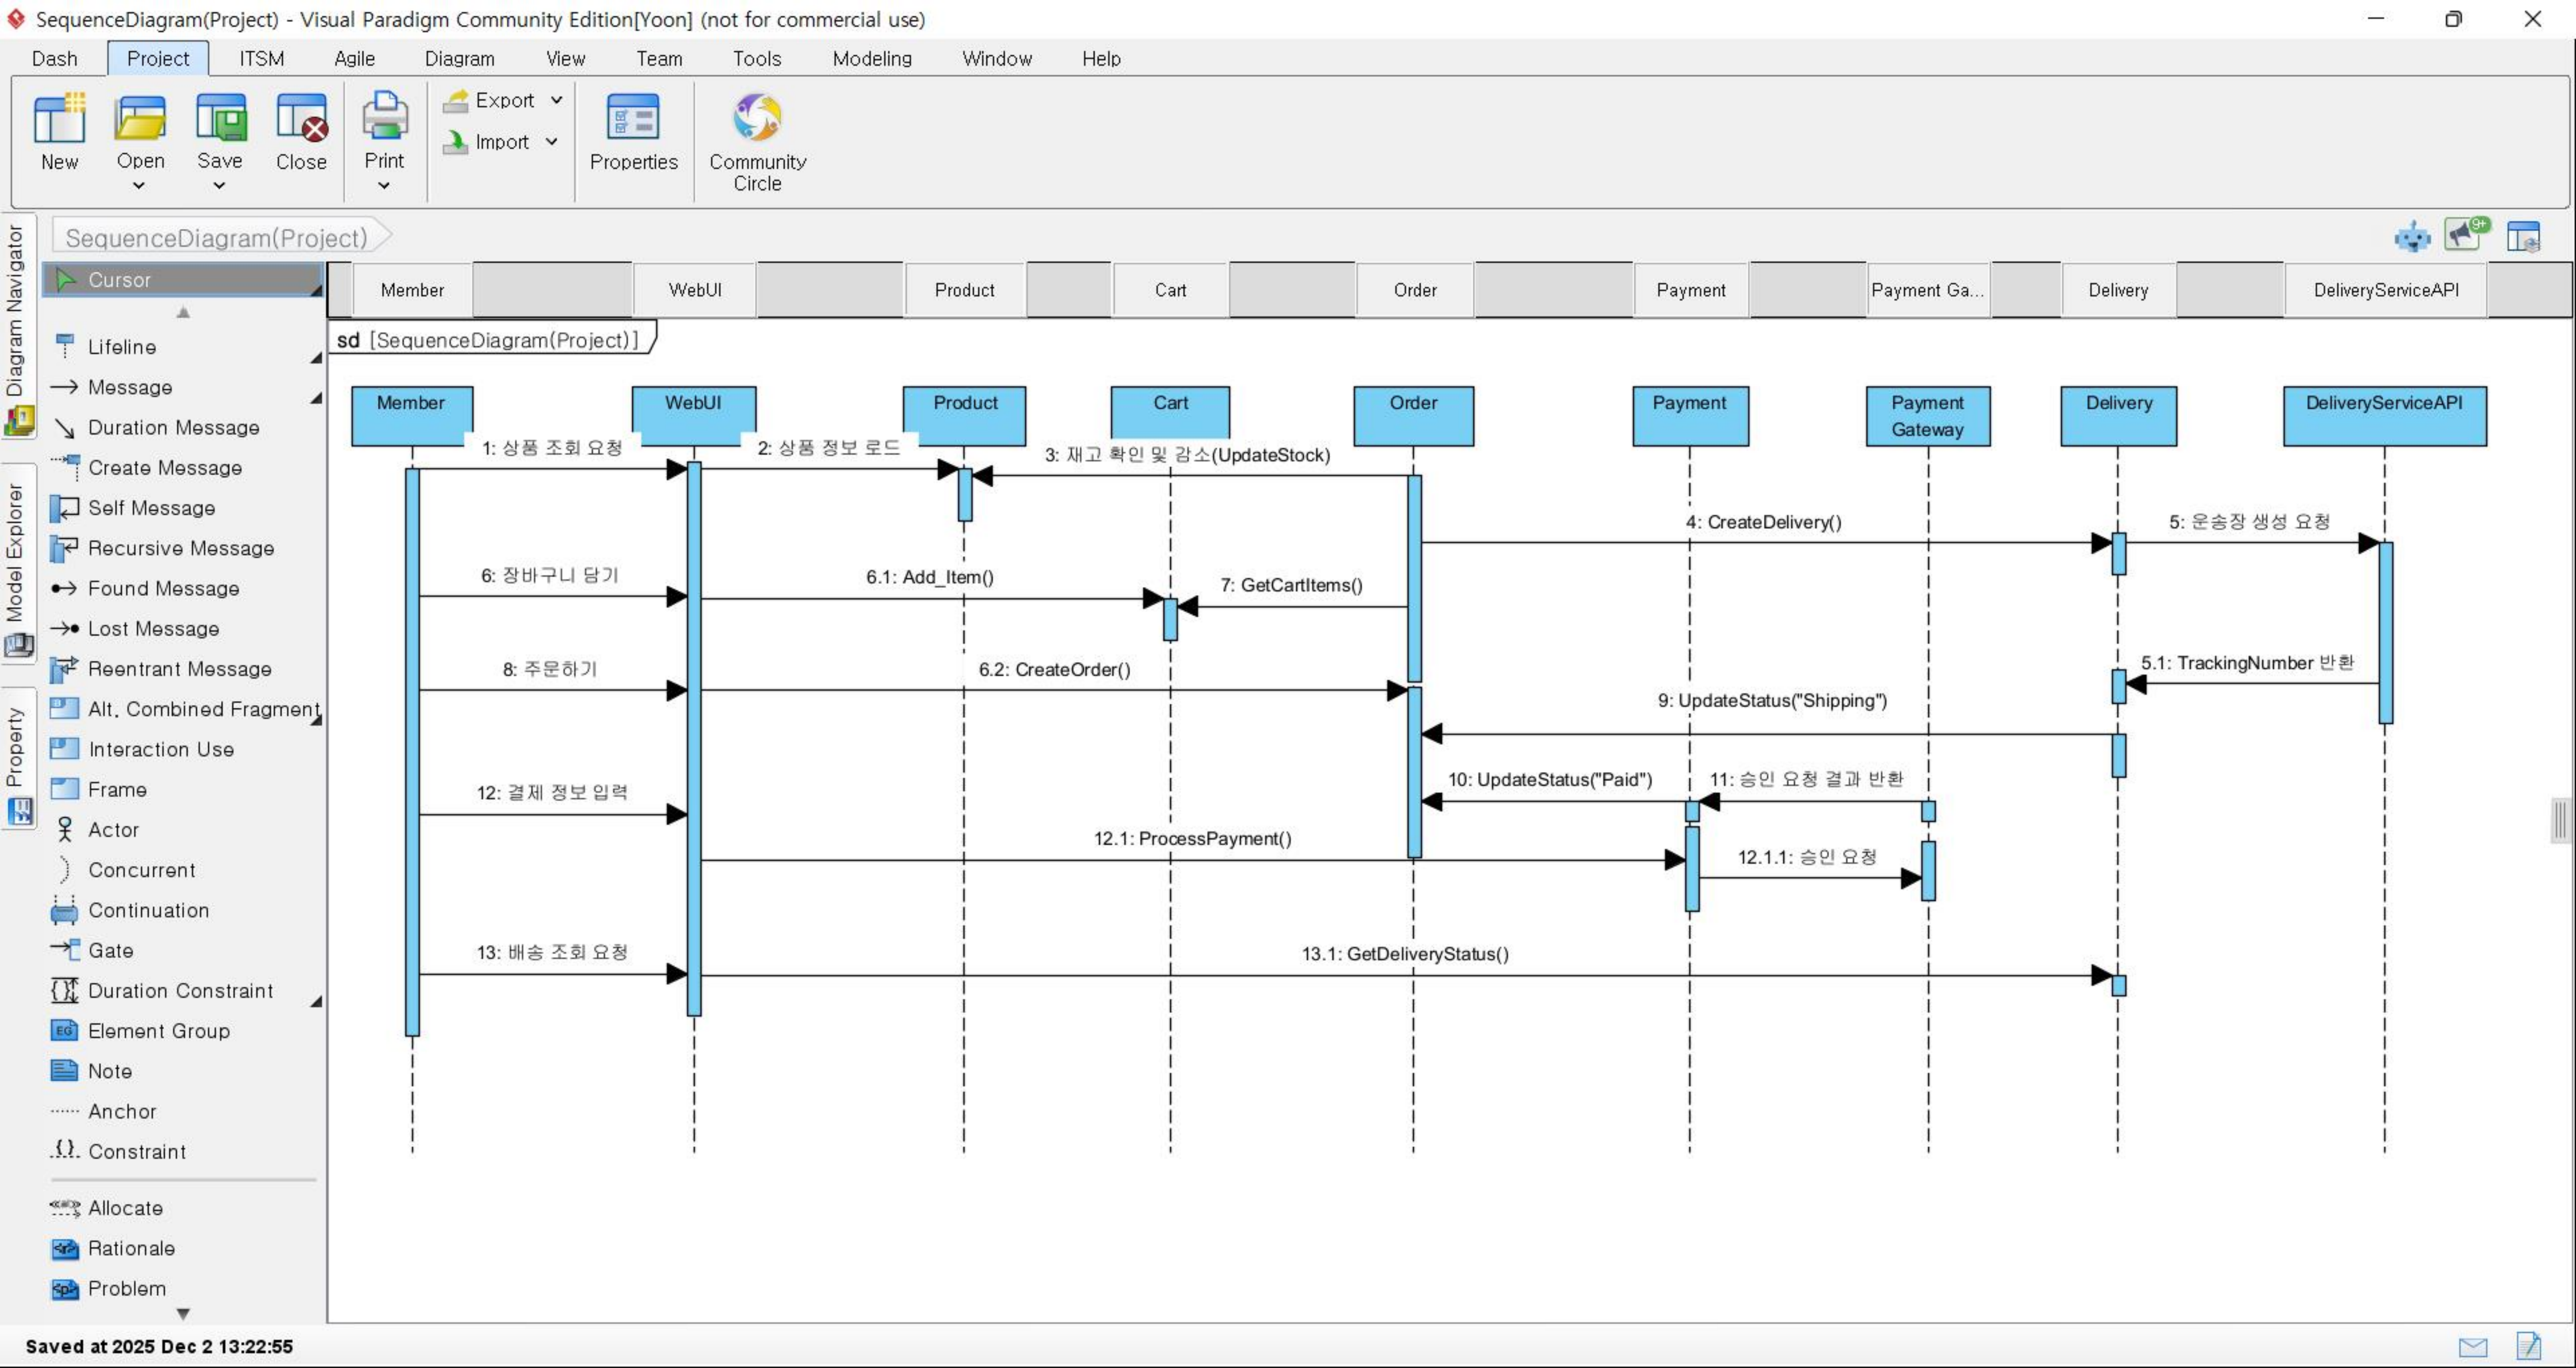 SequenceDiagram(Project) - Visual Paradigm Community Edition[Yoon] (not for commercial use)
Dash Project ITSM Agile Diagram View Team Tools Modeling Window Help
New
Open
Save
Close
Print
Export
Import
Properties
Community
Circle
SequenceDiagram(Project)
9+
Diagram Navigator
Model Explorer
Property
Cursor
Lifeline
Message
Duration Message
Create Message
Self Message
Recursive Message
Found Message
Lost Message
Reentrant Message
Alt. Combined Fragment
Interaction Use
Frame
Actor
Concurrent
Continuation
Gate
Duration Constraint
EG Element Group
Note
Anchor
Constraint
Allocate
Rationale
Problem
Member WebUI Product Cart Order Payment Payment Ga... Delivery DeliveryServiceAPI
sd [SequenceDiagram(Project)]
Member
WebUI
Product
Cart
Order
Payment
Payment
Gateway
Delivery
DeliveryServiceAPI
1: 상품 조회 요청
2: 상품 정보 로드
3: 재고 확인 및 감소(UpdateStock)
4: CreateDelivery()
5: 운송장 생성 요청
6: 장바구니 담기
6.1: Add_Item()
7: GetCartItems()
8: 주문하기
6.2: CreateOrder()
5.1: TrackingNumber 반환
9: UpdateStatus("Shipping")
10: UpdateStatus("Paid")
11: 승인 요청 결과 반환
12: 결제 정보 입력
12.1: ProcessPayment()
12.1.1: 승인 요청
13: 배송 조회 요청
13.1: GetDeliveryStatus()
Saved at 2025 Dec 2 13:22:55